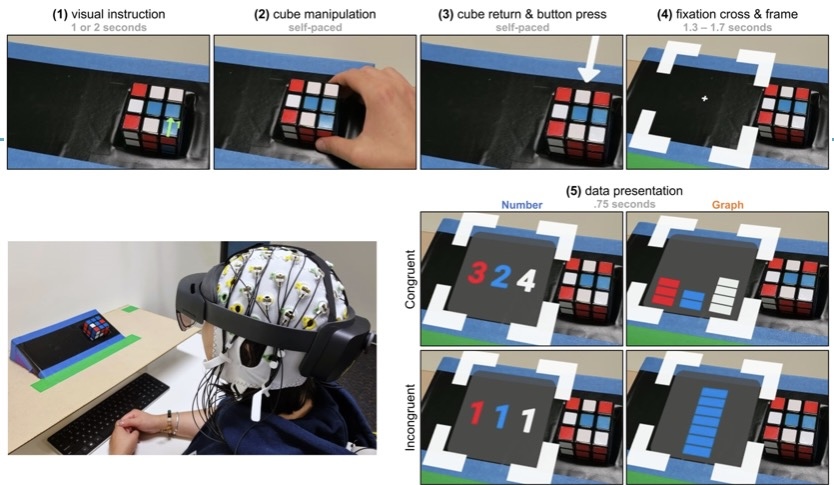 (1) visual instruction
1 or 2 seconds
(2) cube manipulation
self-paced
(3) cube return & button press
self-paced
(4) fixation cross & frame
1.3 – 1.7 seconds
(5) data presentation
Number .75 seconds Graph
Congruent
3 2 4
Incongruent
1 1 1